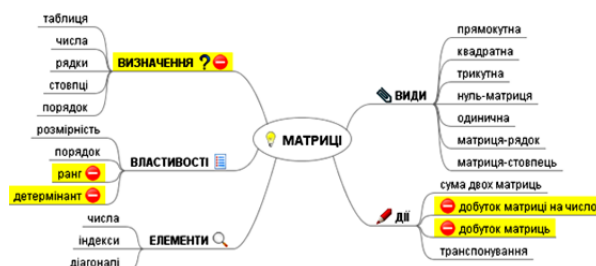 МАТРИЦІ
ВИЗНАЧЕННЯ ?
таблиця
числа
рядки
стовпці
порядок
ВЛАСТИВОСТІ
розмірність
порядок
ранг
детермінант
ЕЛЕМЕНТИ
числа
індекси
діагоналі
ВИДИ
прямокутна
квадратна
трикутна
нуль-матриця
одинична
матриця-рядок
матриця-стовпець
ДІЇ
сума двох матриць
добуток матриці на число
добуток матриць
транспонування